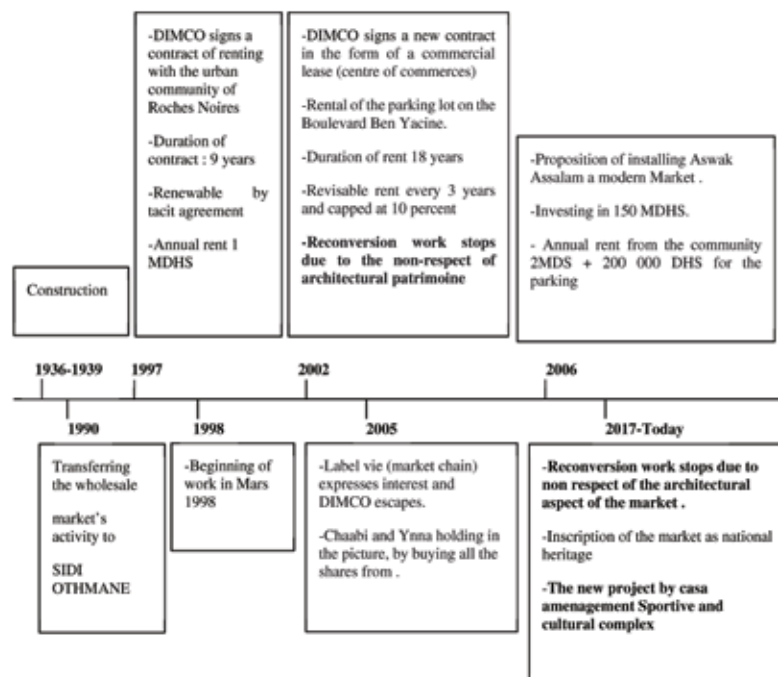 -DIMCO signs a
contract of renting
with the urban
community of
Roches Noires
-Duration of
contract : 9 years
-Renewable by
tacit agreement
-Annual rent 1
MDHS
-DIMCO signs a new contract
in the form of a commercial
lease (centre of commerces)
-Rental of the parking lot on the
Boulevard Ben Yacine.
-Duration of rent 18 years
-Revisable rent every 3 years
and capped at 10 percent
-Reconversion work stops
due to the non-respect of
architectural patrimoine
-Proposition of installing Aswak
Assalam a modern Market .
-Investing in 150 MDHS.
- Annual rent from the community
2MDS + 200 000 DHS for the
parking
Construction
1936-1939
1997
2002
2006
1990
1998
2005
2017-Today
Transferring
the wholesale
market's
activity to
SIDI
OTHMANE
-Beginning of
work in Mars
1998
-Label vie (market chain)
expresses interest and
DIMCO escapes.
-Chaabi and Ynna holding in
the picture, by buying all the
shares from .
-Reconversion work stops due to
non respect of the architectural
aspect of the market .
-Inscription of the market as national
heritage
-The new project by casa
amenagement Sportive and
cultural complex